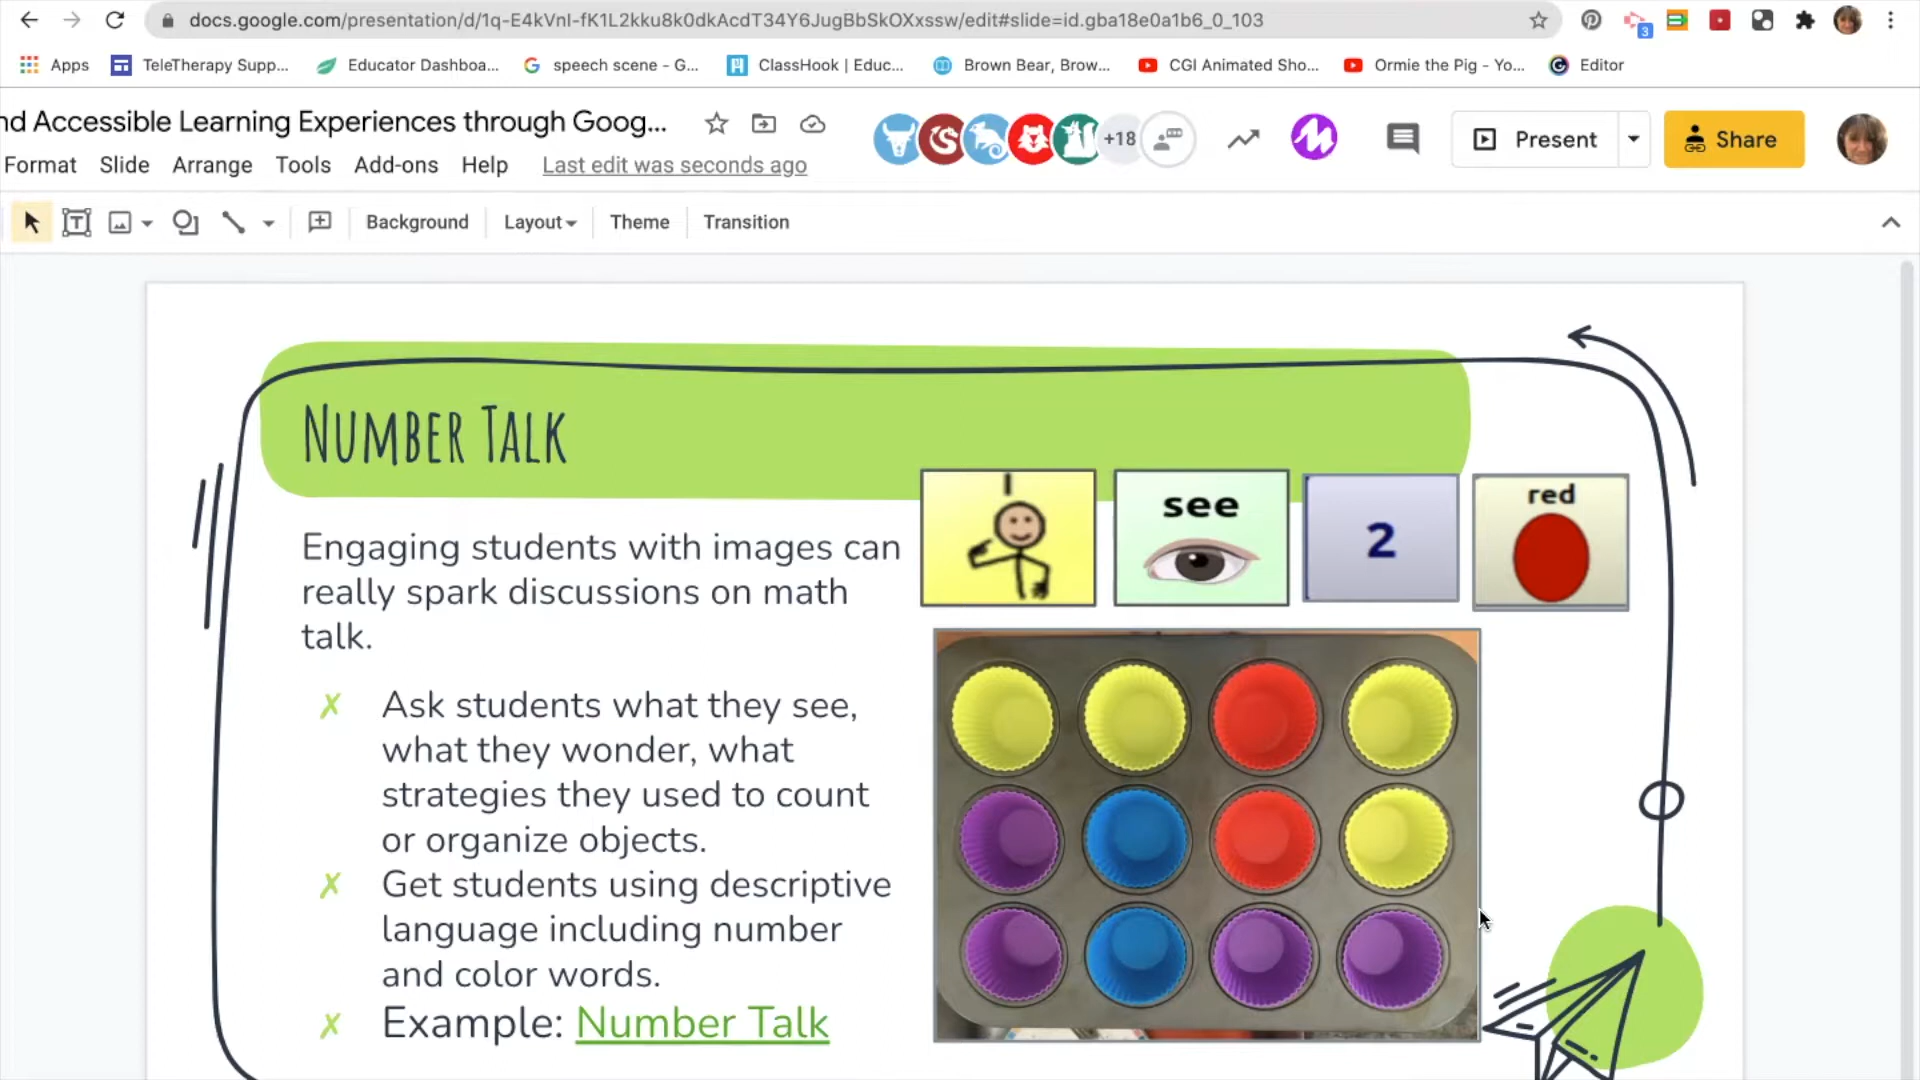 docs.google.com/presentation/d/1q-E4kVnI-fK1L2kku8k0dkAcdT34Y6JugBbSkOXxssw/edit#slide=id.gba18e0a1b6_0_103
3
Apps TeleTherapy Supp... Educator Dashboa... speech scene - G... ClassHook | Educ... Brown Bear, Brow... CGI Animated Sho... Ormie the Pig - Yo... Editor
nd Accessible Learning Experiences through Goog...
+18
Present
Share
Format Slide Arrange Tools Add-ons Help Last edit was seconds ago
Background Layout Theme Transition
Number Talk
I
see
2
red
Engaging students with images can
really spark discussions on math
talk.
✗ Ask students what they see,
what they wonder, what
strategies they used to count
or organize objects.
✗ Get students using descriptive
language including number
and color words.
✗ Example: Number Talk